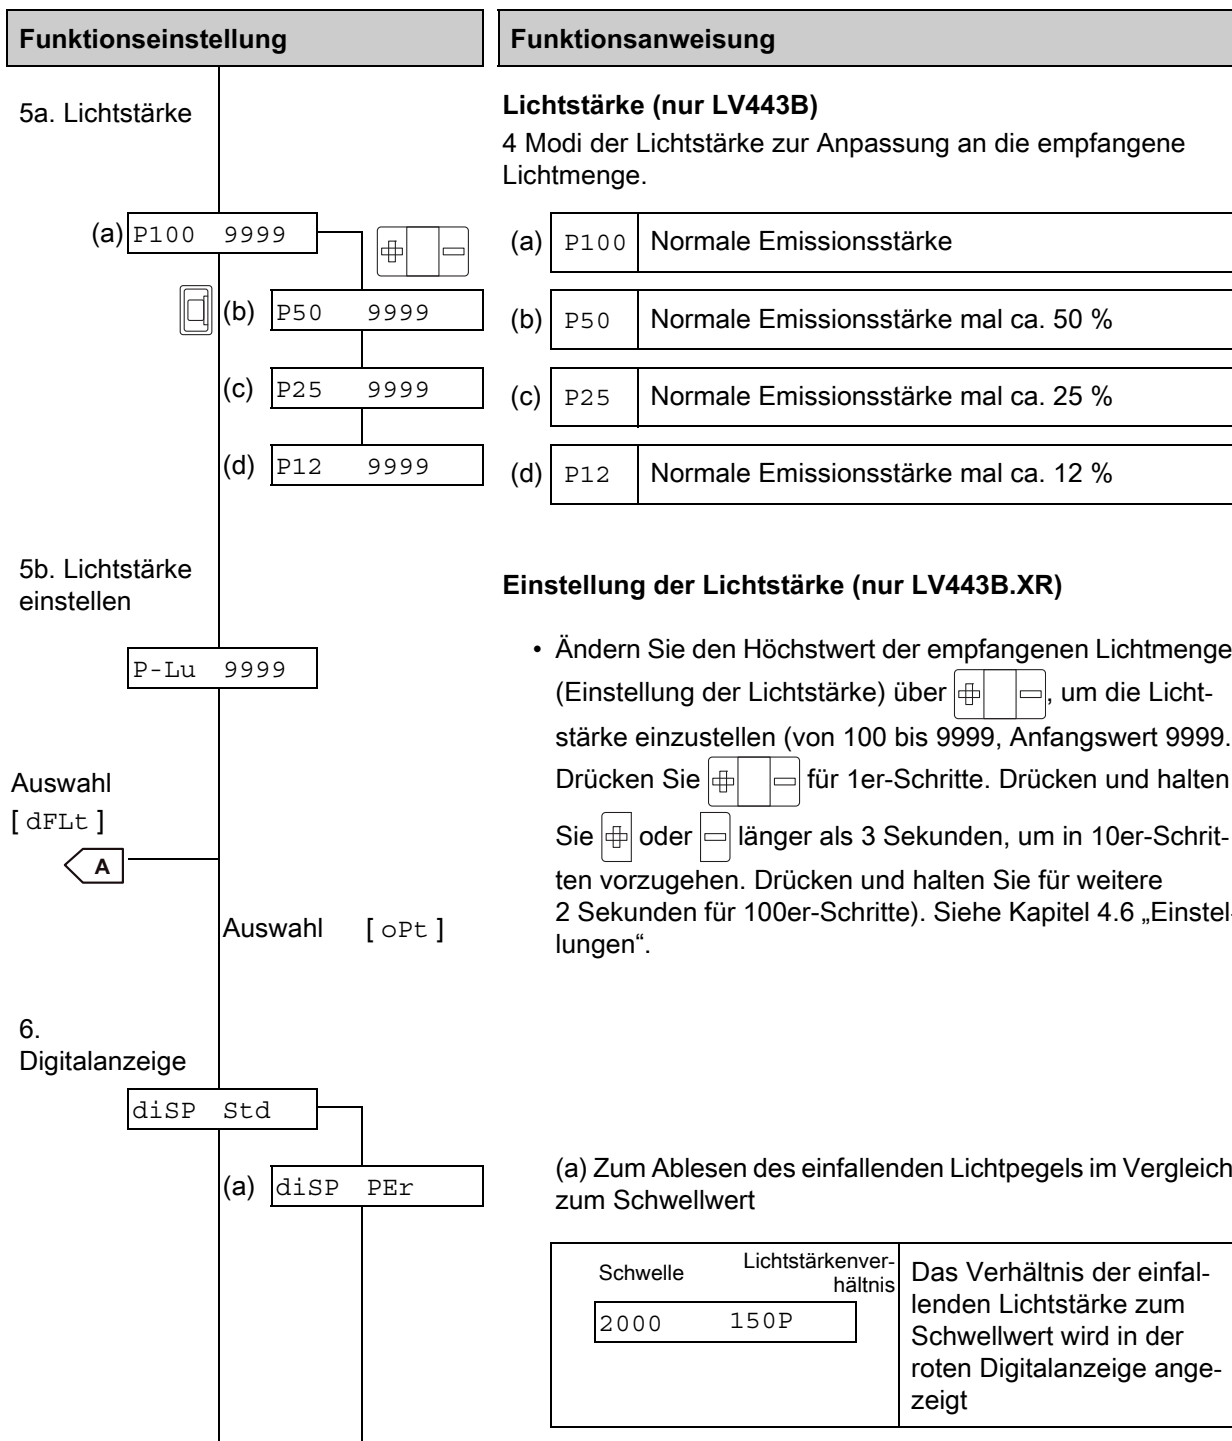 Funktionseinstellung
Funktionsanweisung
5a. Lichtstärke
Lichtstärke (nur LV443B)
4 Modi der Lichtstärke zur Anpassung an die empfangene
Lichtmenge.
(a) P100 9999
(a) P100 Normale Emissionsstärke
(b) P50 9999
(b) P50 Normale Emissionsstärke mal ca. 50 %
(c) P25 9999
(c) P25 Normale Emissionsstärke mal ca. 25 %
(d) P12 9999
(d) P12 Normale Emissionsstärke mal ca. 12 %
5b. Lichtstärke
einstellen
P-Lu 9999
Einstellung der Lichtstärke (nur LV443B.XR)
• Ändern Sie den Höchstwert der empfangenen Lichtmenge
(Einstellung der Lichtstärke) über + -, um die Licht-
stärke einzustellen (von 100 bis 9999, Anfangswert 9999.
Drücken Sie + - für 1er-Schritte. Drücken und halten
Sie + oder - länger als 3 Sekunden, um in 10er-Schrit-
ten vorzugehen. Drücken und halten Sie für weitere
2 Sekunden für 100er-Schritte). Siehe Kapitel 4.6 „Einstel-
lungen“.
Auswahl
[ dFLt ]
A
Auswahl [ oPt ]
6.
Digitalanzeige
diSP Std
(a) diSP PEr
(a) Zum Ablesen des einfallenden Lichtpegels im Vergleich
zum Schwellwert
Schwelle
Lichtstärkenver-
hältnis
2000 150P
Das Verhältnis der einfal-
lenden Lichtstärke zum
Schwellwert wird in der
roten Digitalanzeige ange-
zeigt